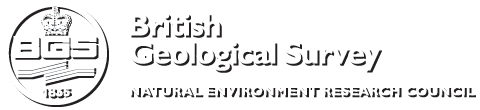 BGS
1835
British
Geological Survey
NATURAL ENVIRONMENT RESEARCH COUNCIL